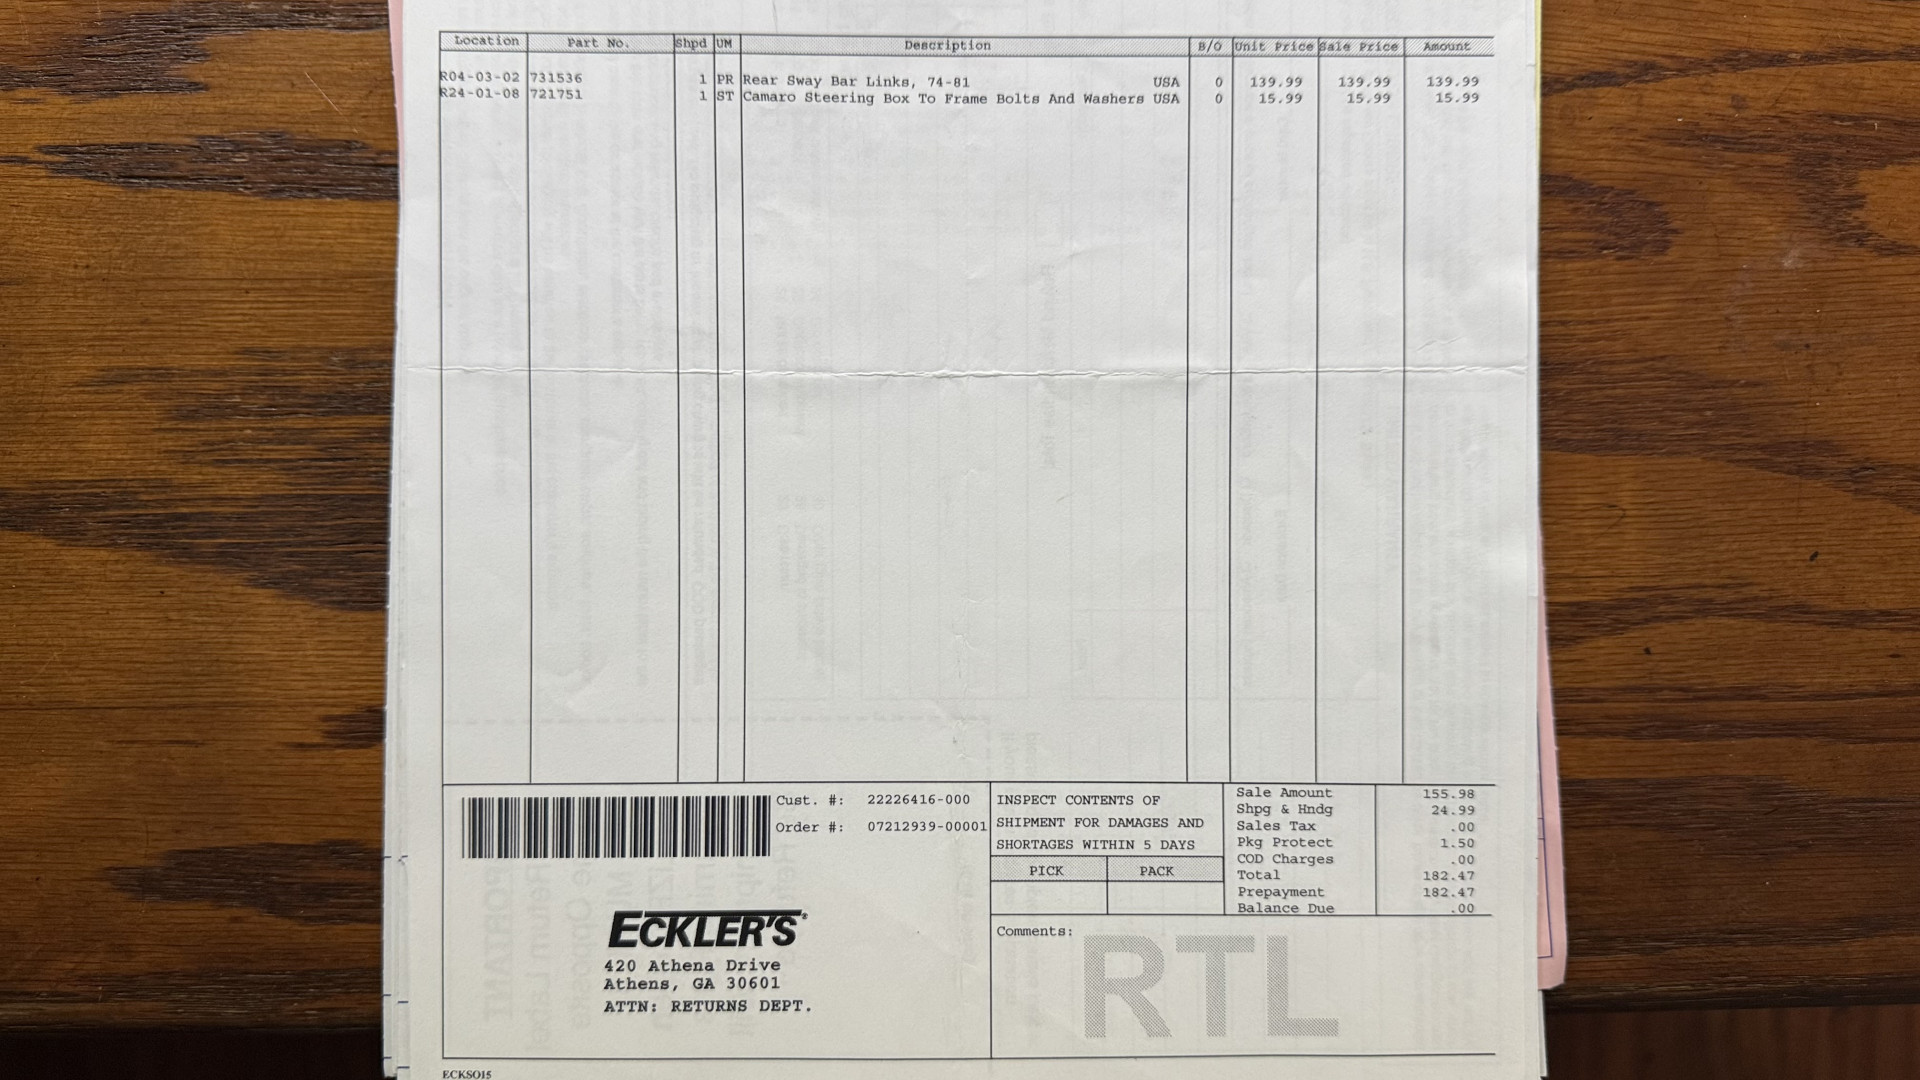 Location Part No. Shpd UM Description B/O Unit Price Sale Price Amount
R04-03-02 731536 1 PR Rear Sway Bar Links, 74-81 USA 0 139.99 139.99 139.99
R24-01-08 721751 1 ST Camaro Steering Box To Frame Bolts And Washers USA 0 15.99 15.99 15.99
Cust. #: 22226416-000
Order #: 07212939-00001
ECKLER'S®
420 Athena Drive
Athens, GA 30601
ATTN: RETURNS DEPT.
INSPECT CONTENTS OF
SHIPMENT FOR DAMAGES AND
SHORTAGES WITHIN 5 DAYS
PICK PACK
Sale Amount 155.98
Shpg & Hndg 24.99
Sales Tax .00
Pkg Protect 1.50
COD Charges .00
Total 182.47
Prepayment 182.47
Balance Due .00
Comments:
RTL
ECKSO15